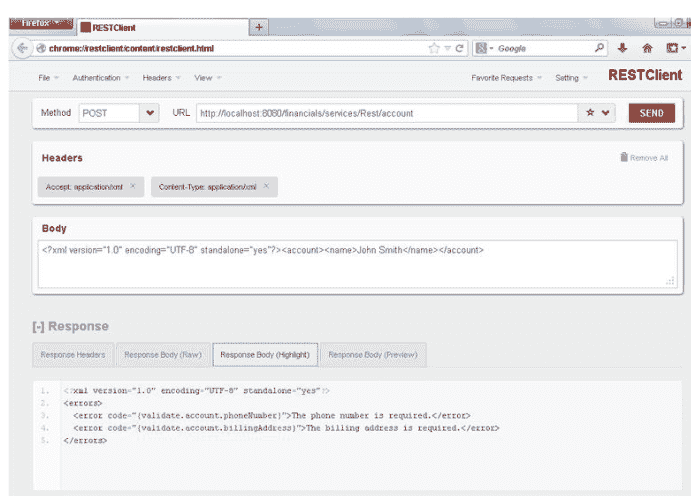 Firefox
RESTClient
+
chrome://restclient/content/restclient.html
Google
File Authentication Headers View Favorite Requests Setting RESTClient
Method POST URL http://localhost:8080/financials/services/Rest/account SEND
Headers Remove All
Accept: application/xml × Content-Type: application/xml ×
Body
<?xml version="1.0" encoding="UTF-8" standalone="yes"?><account><name>John Smith</name></account>
[-] Response
Response Headers Response Body (Raw) Response Body (Highlight) Response Body (Preview)
1. <?xml version="1.0" encoding="UTF-8" standalone="yes"?>
2. <errors>
3. <error code="{validate.account.phoneNumber}">The phone number is required.</error>
4. <error code="{validate.account.billingAddress}">The billing address is required.</error>
5. </errors>